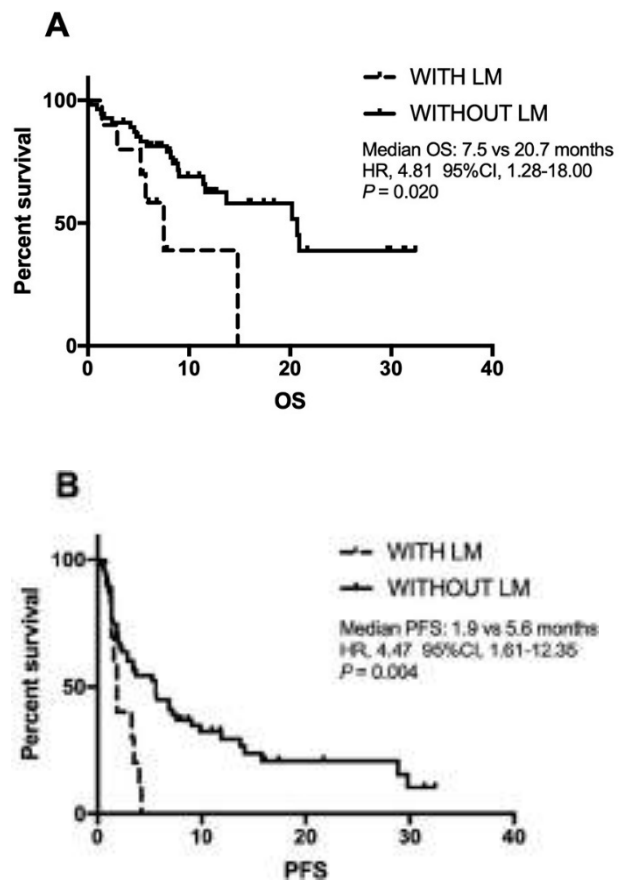 A
WITH LM
WITHOUT LM
Median OS: 7.5 vs 20.7 months
HR, 4.81 95%CI, 1.28-18.00
P = 0.020
Percent survival
100
50
0
0 10 20 30 40
OS
B
WITH LM
WITHOUT LM
Median PFS: 1.9 vs 5.6 months
HR, 4.47 95%CI, 1.61-12.35
P = 0.004
Percent survival
100
50
0
0 10 20 30 40
PFS